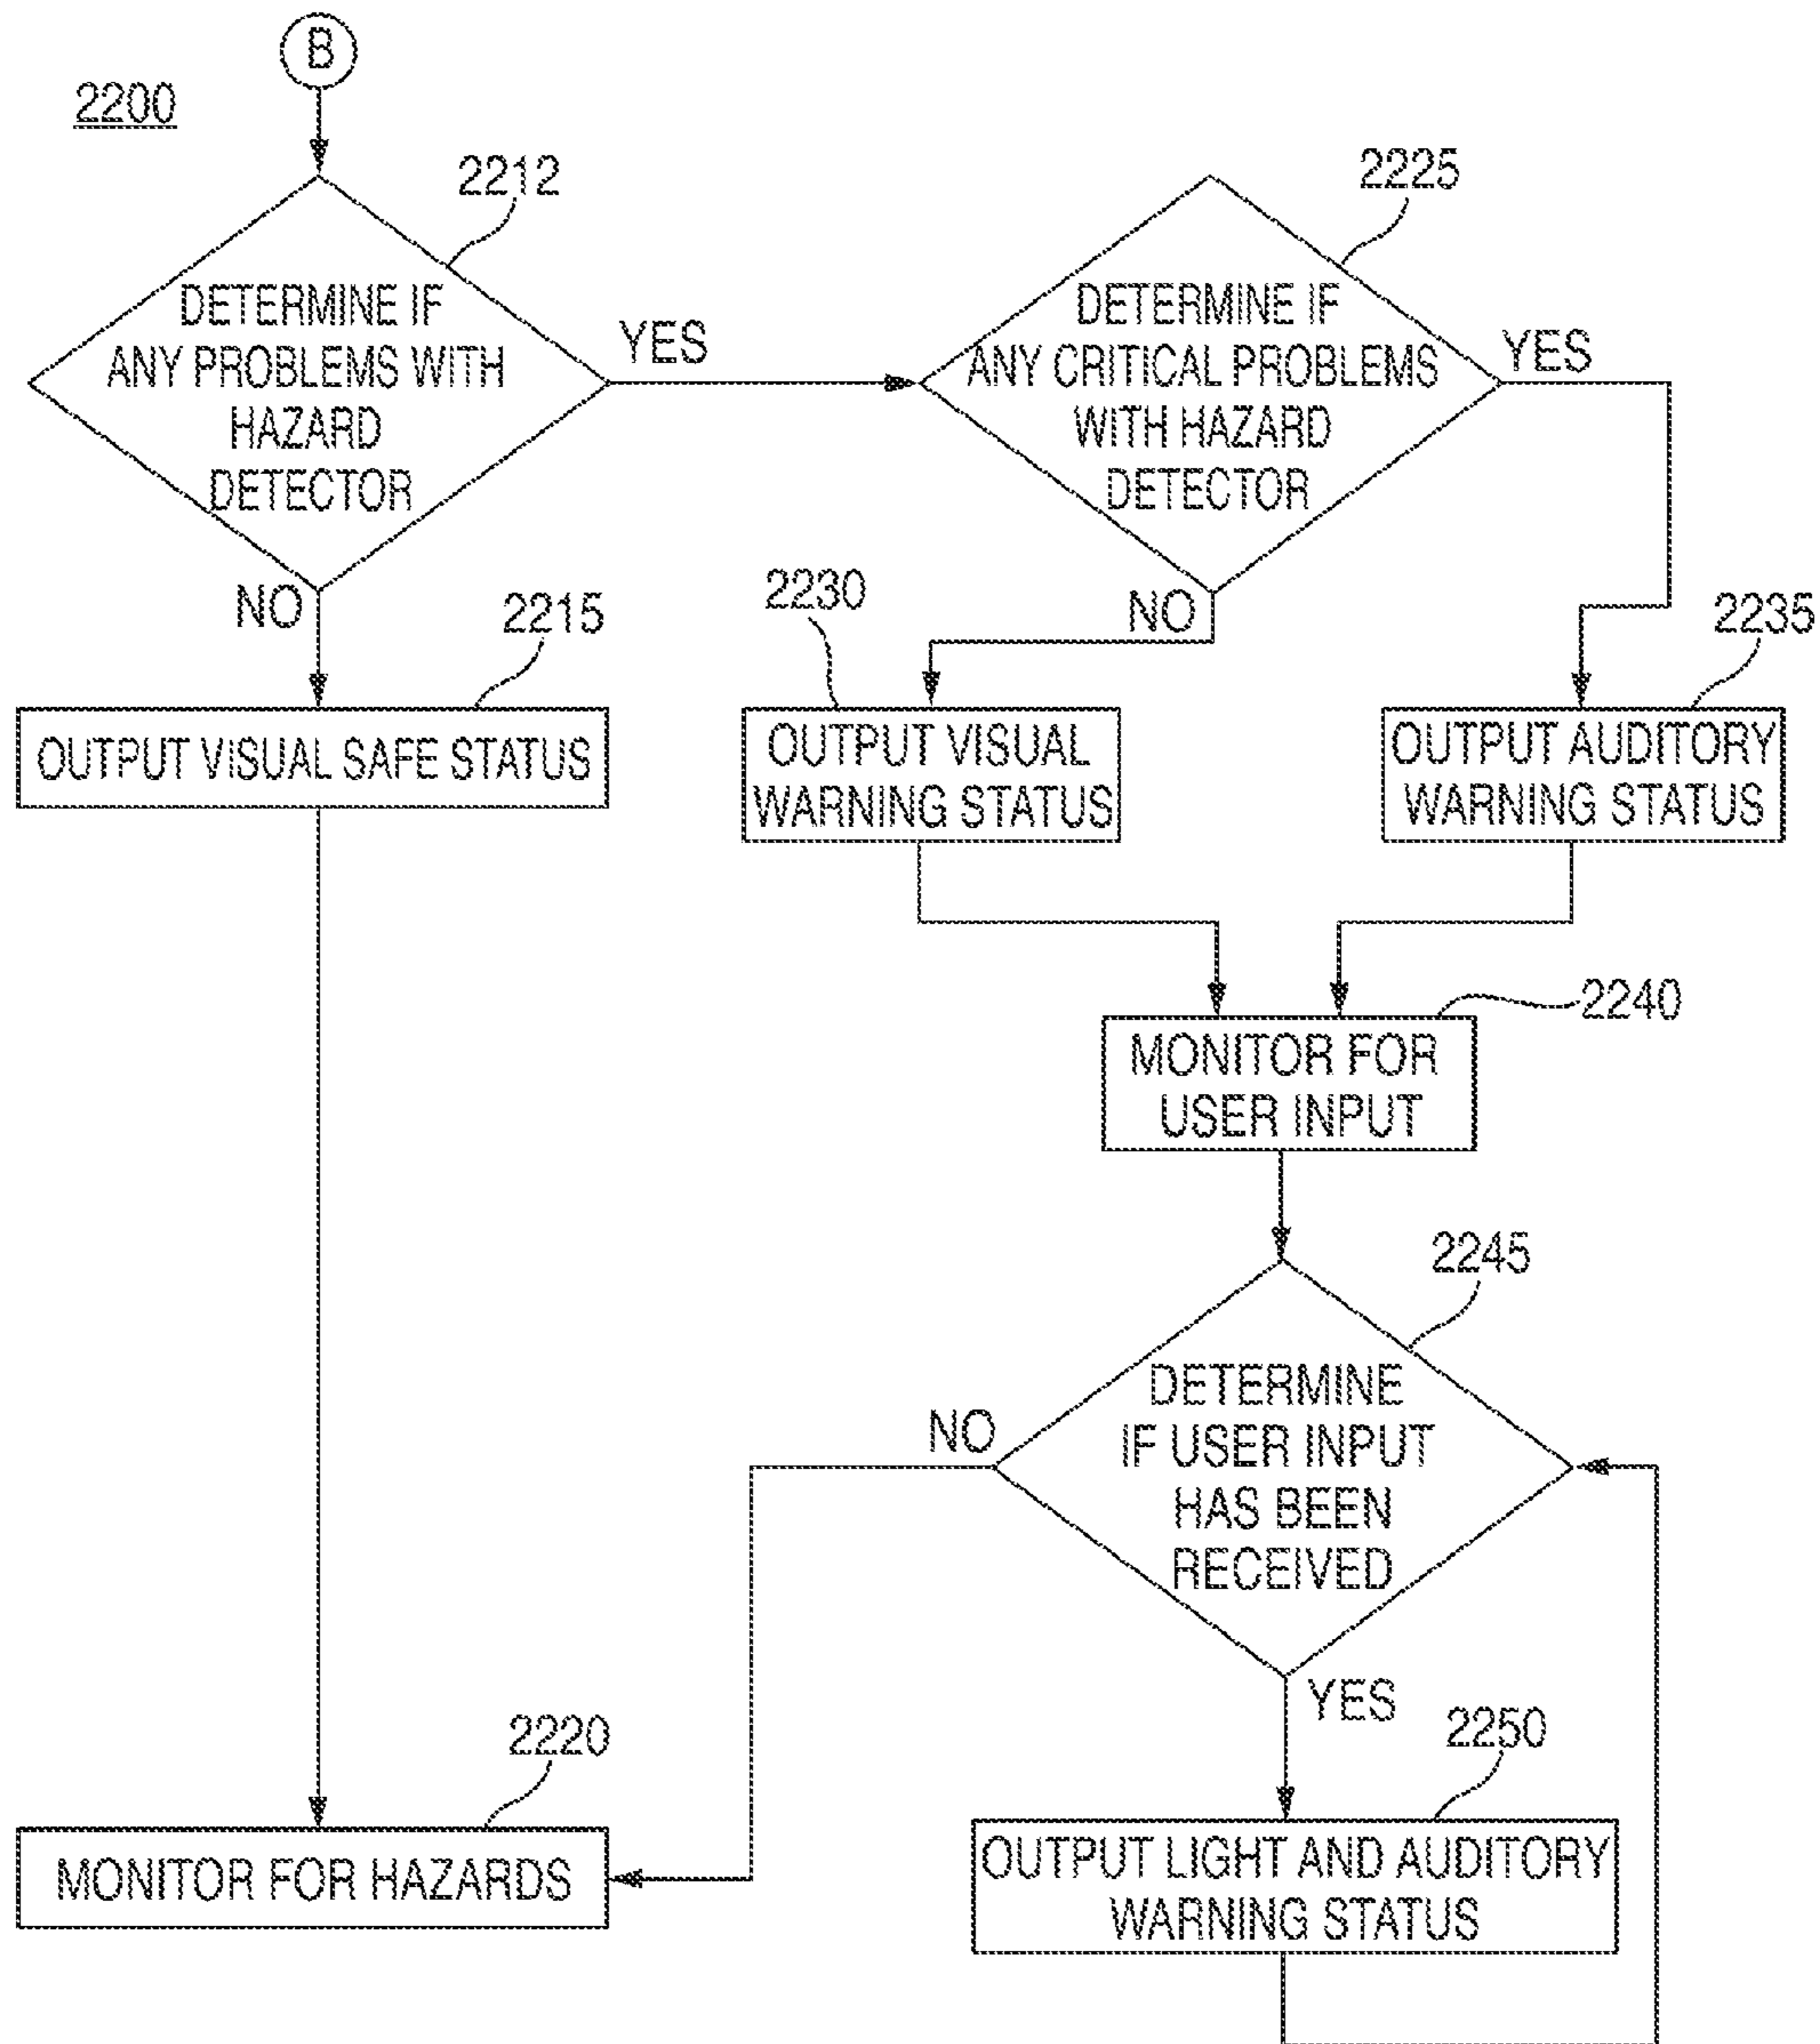 B
2200
2212
DETERMINE IF
ANY PROBLEMS WITH
HAZARD
DETECTOR
YES
NO
2225
DETERMINE IF
ANY CRITICAL PROBLEMS
WITH HAZARD
DETECTOR
YES
NO
2215
OUTPUT VISUAL SAFE STATUS
2230
OUTPUT VISUAL
WARNING STATUS
2235
OUTPUT AUDITORY
WARNING STATUS
2240
MONITOR FOR
USER INPUT
2245
DETERMINE
IF USER INPUT
HAS BEEN
RECEIVED
NO
YES
2220
MONITOR FOR HAZARDS
2250
OUTPUT LIGHT AND AUDITORY
WARNING STATUS